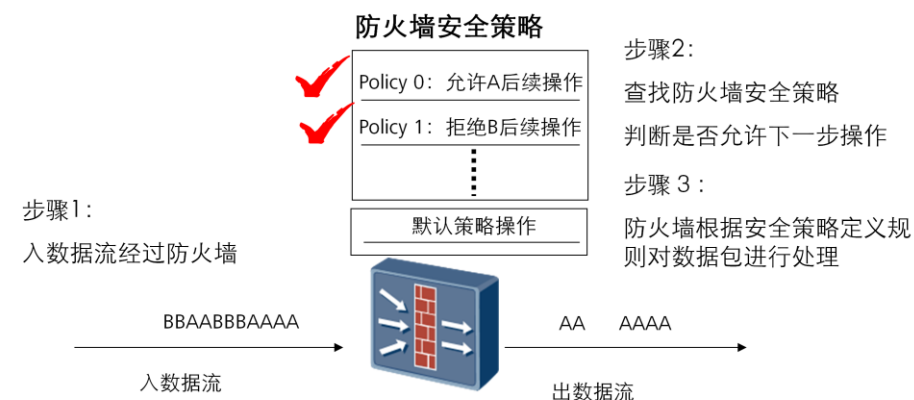 防火墙安全策略
Policy 0：允许A后续操作
Policy 1：拒绝B后续操作
默认策略操作
步骤2：
查找防火墙安全策略
判断是否允许下一步操作
步骤 3：
防火墙根据安全策略定义规
则对数据包进行处理
步骤1：
入数据流经过防火墙
BBAABBBAAAA
入数据流
AA AAAA
出数据流